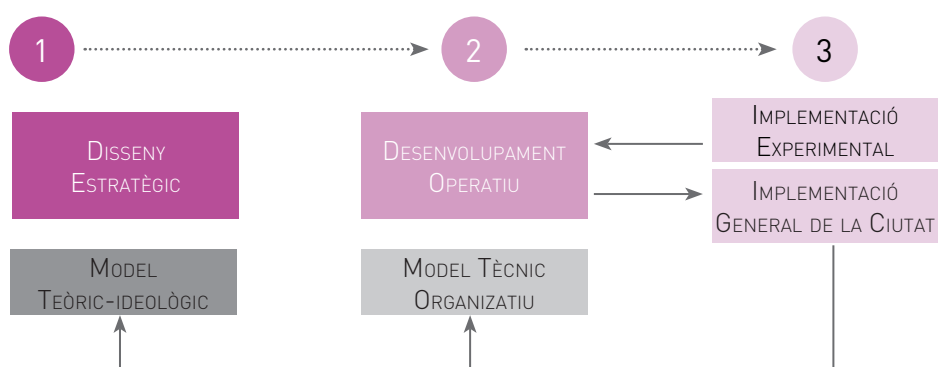 1
2
3
Disseny
Estratègic
Desenvolupament
Operatiu
Implementació
Experimental
Implementació
General de la Ciutat
Model
Teòric-ideològic
Model Tècnic
Organizatiu